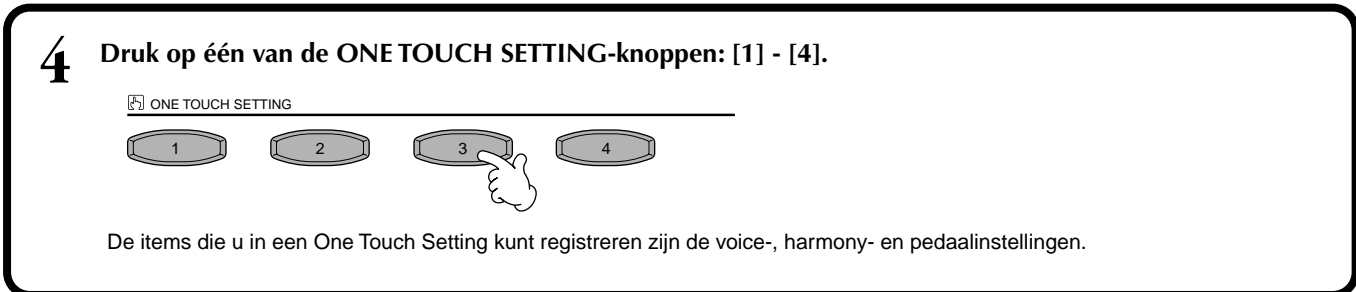 4 Druk op één van de ONE TOUCH SETTING-knoppen: [1] - [4].
ONE TOUCH SETTING
1 2 3 4
De items die u in een One Touch Setting kunt registreren zijn de voice-, harmony- en pedaalinstellingen.